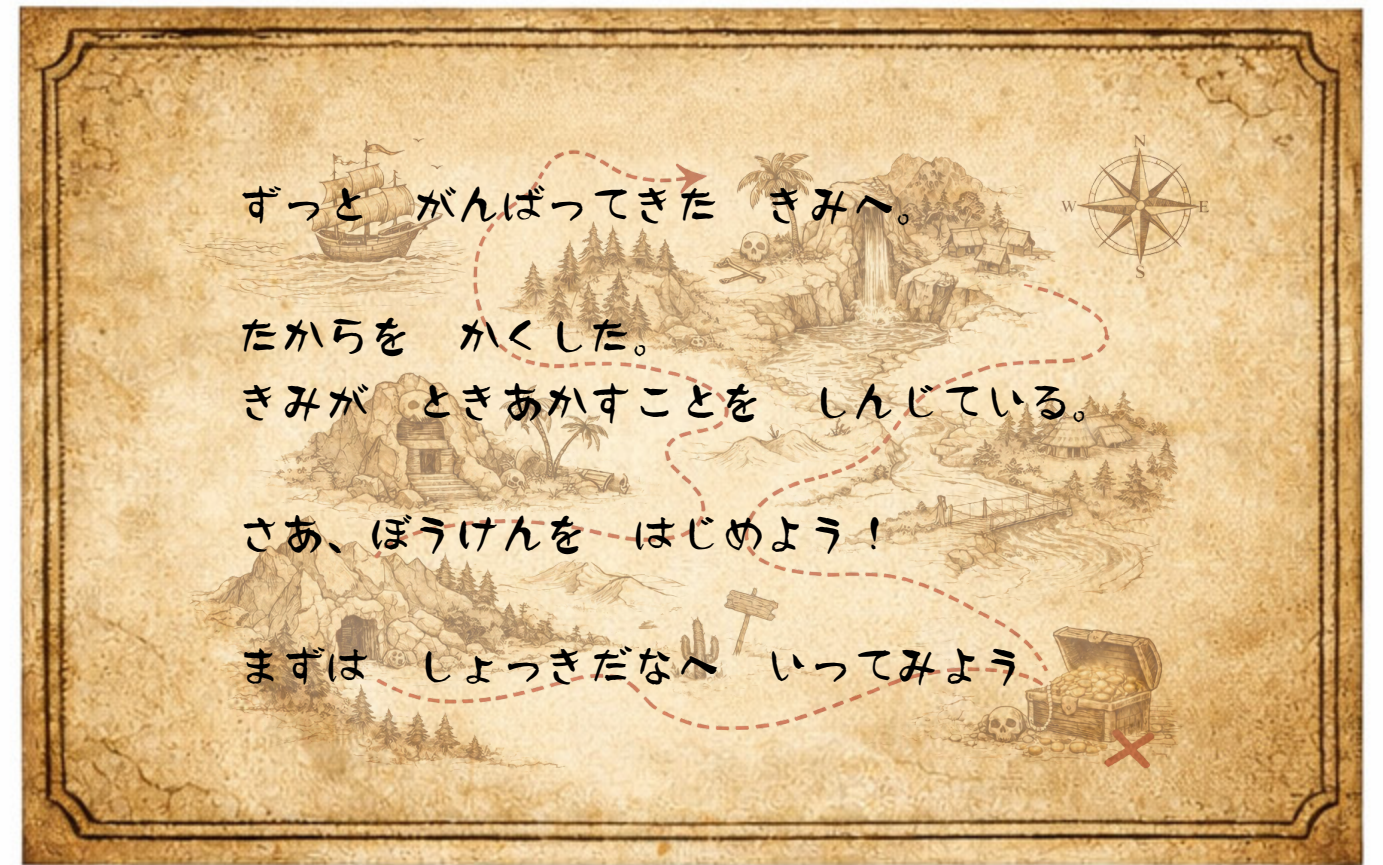 ずっと　がんばってきた　きみへ。
たからを　かくした。
きみが　ときあかすことを　しんじている。
さあ、ぼうけんを　はじめよう！
まずは　しょっきだなへ　いってみよう
N
W
E
S